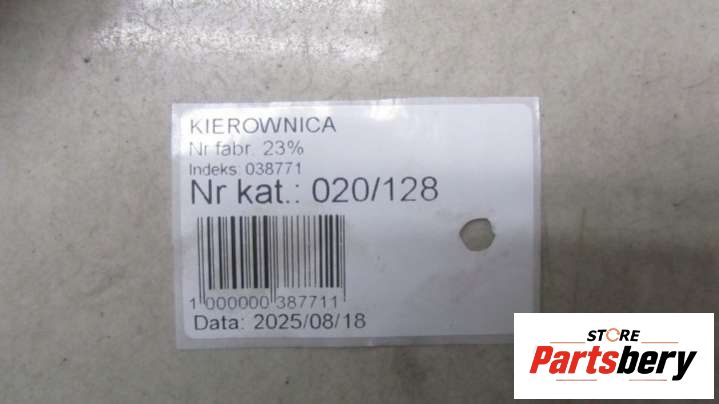 KIEROWNICA
Nr fabr. 23%
Indeks: 038771
Nr kat.: 020/128
1 000000 387711
Data: 2025/08/18
STORE
Partsbery